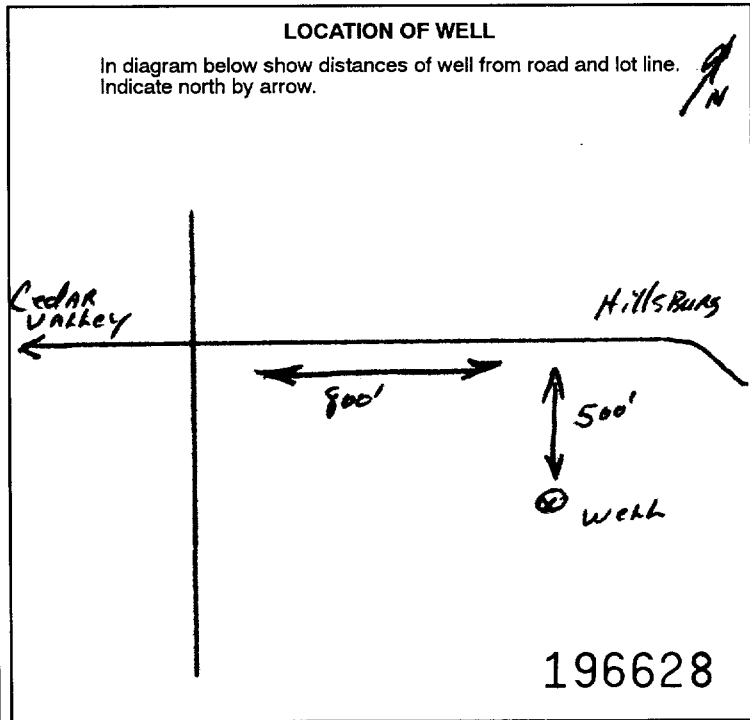 LOCATION OF WELL
In diagram below show distances of well from road and lot line.
Indicate north by arrow.
N
Cedar
Valley
Hillsburg
800'
500'
Well
196628